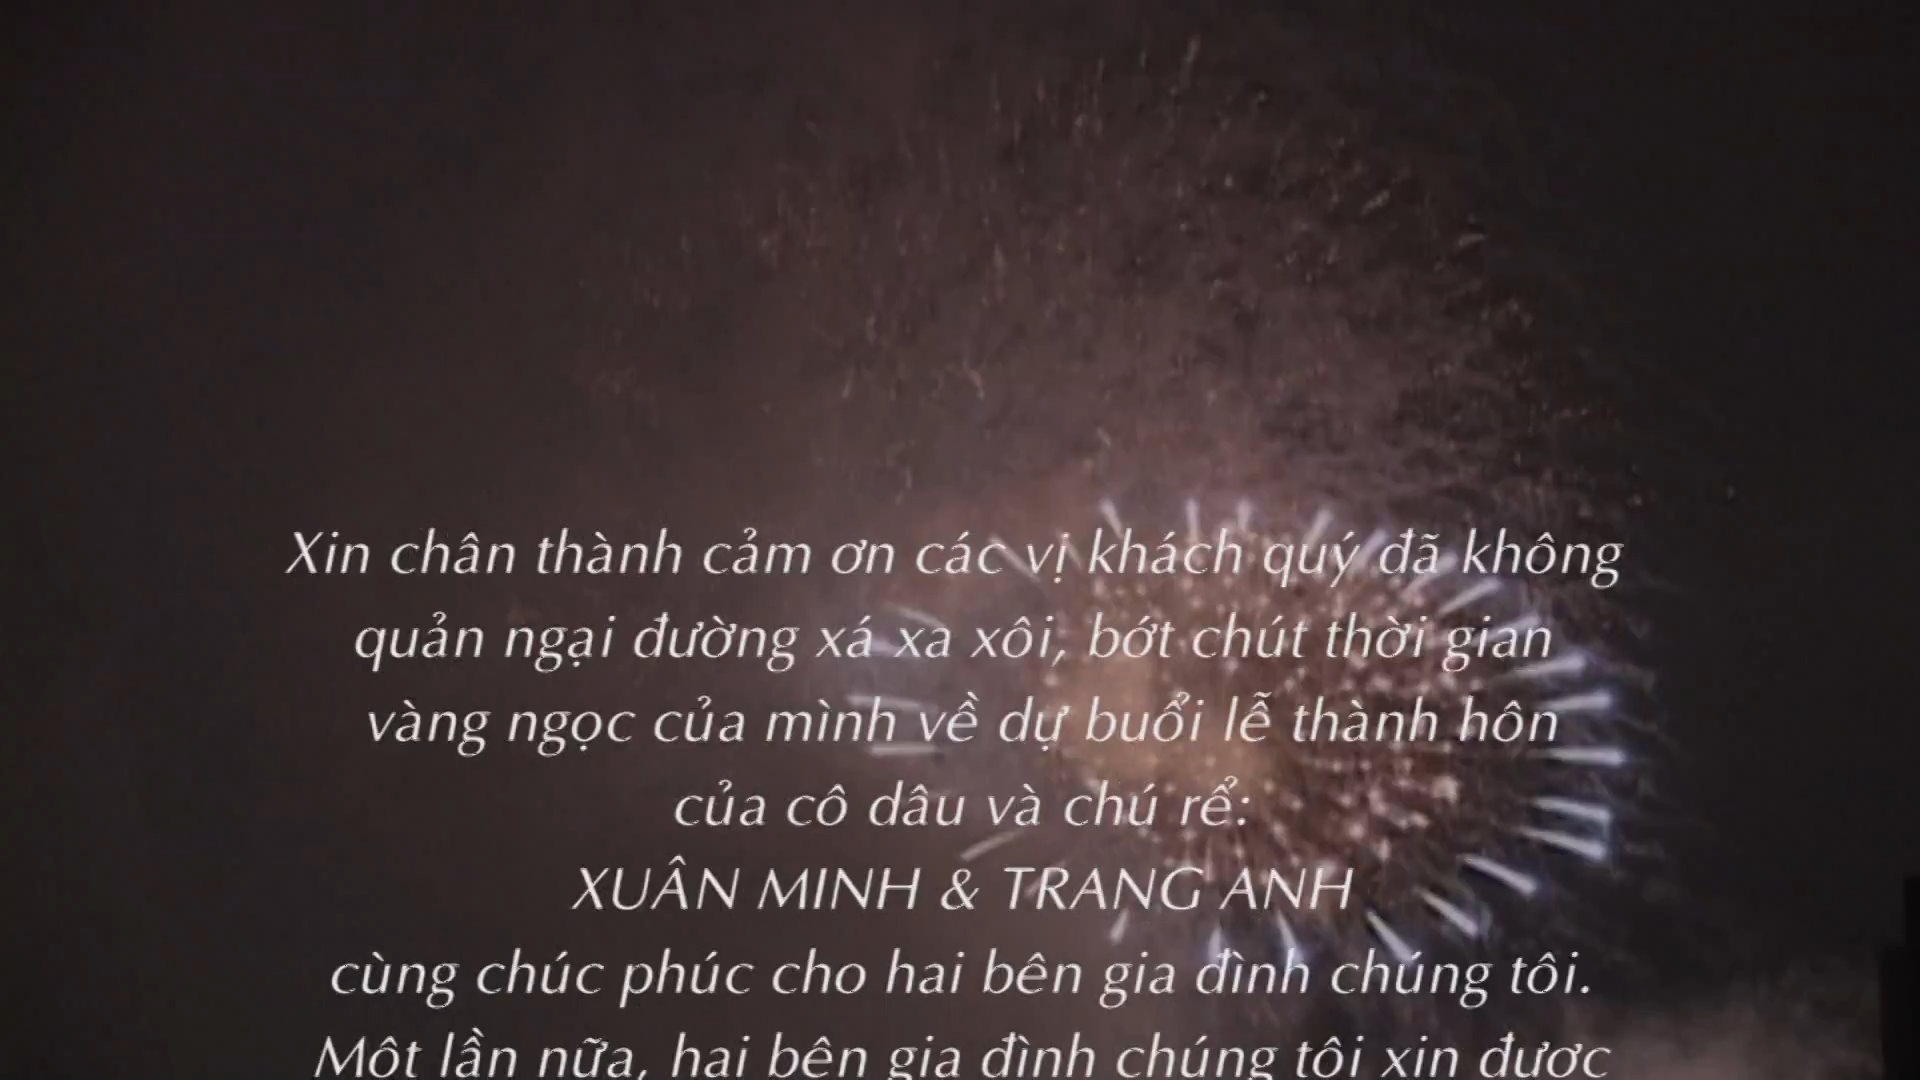 Xin chân thành cảm ơn các vị khách quý đã không
quản ngại đường xá xa xôi, bớt chút thời gian
vàng ngọc của mình về dự buổi lễ thành hôn
của cô dâu và chú rể:
XUÂN MINH & TRANG ANH
cùng chúc phúc cho hai bên gia đình chúng tôi.
Một lần nữa, hai bên gia đình chúng tôi xin được